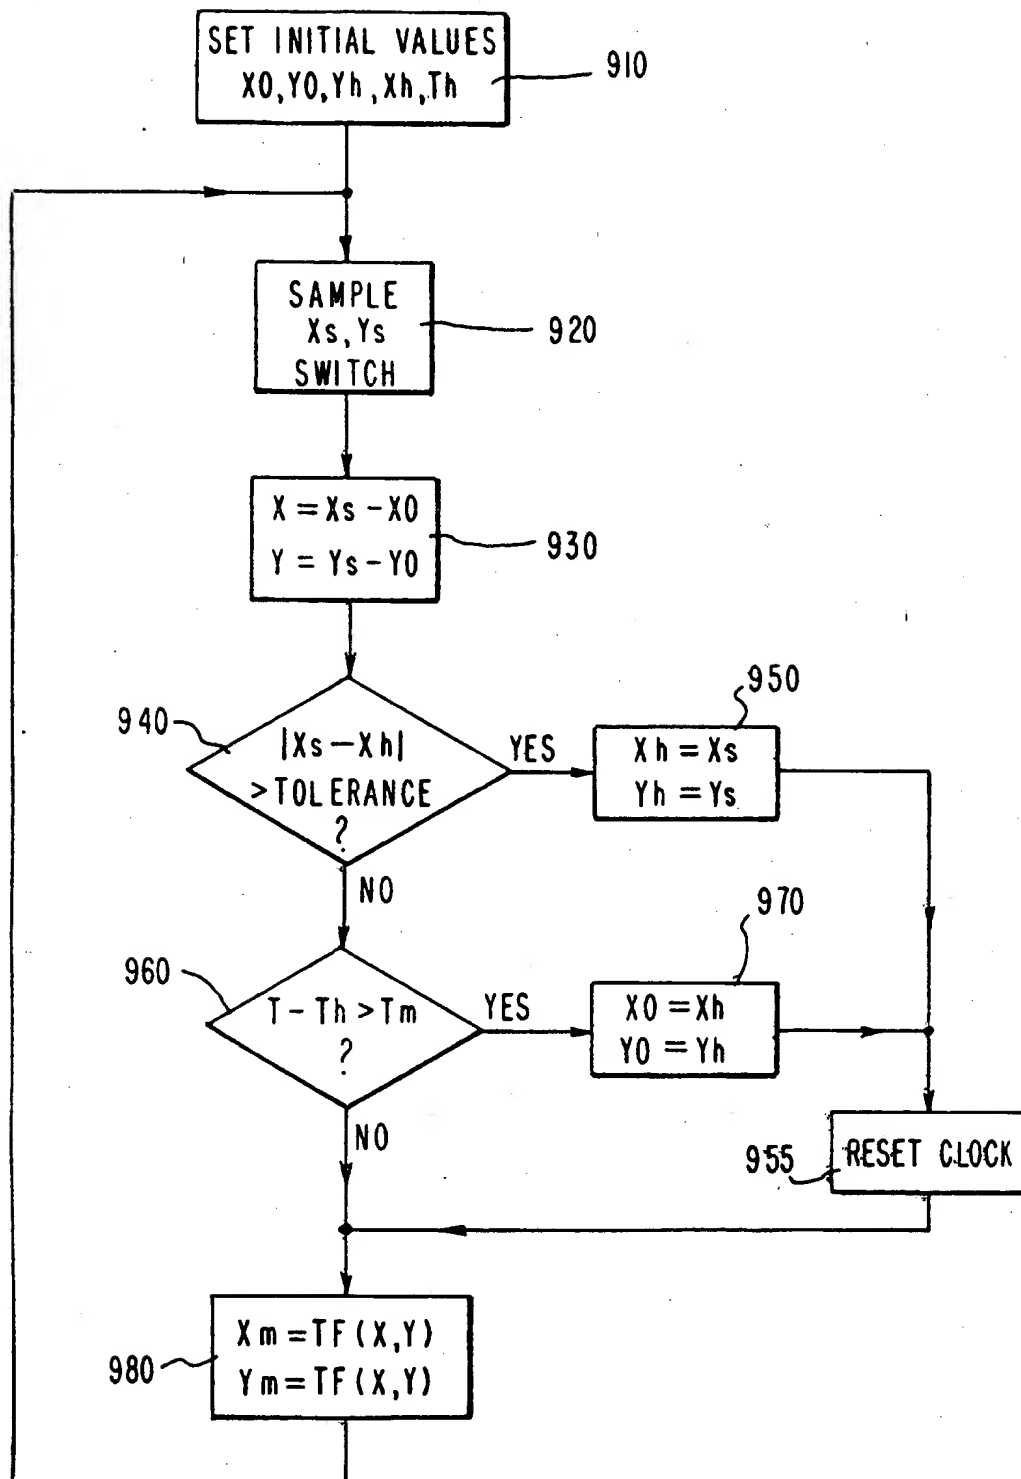 SET INITIAL VALUES
X0,Y0,Yh,Xh,Th
910
SAMPLE
Xs,Ys
SWITCH
920
X = Xs - X0
Y = Ys - Y0
930
940
|Xs - Xh|
> TOLERANCE
?
YES
950
Xh = Xs
Yh = Ys
NO
960
T - Th > Tm
?
YES
970
X0 = Xh
Y0 = Yh
NO
955
RESET CLOCK
980
Xm = TF(X,Y)
Ym = TF(X,Y)